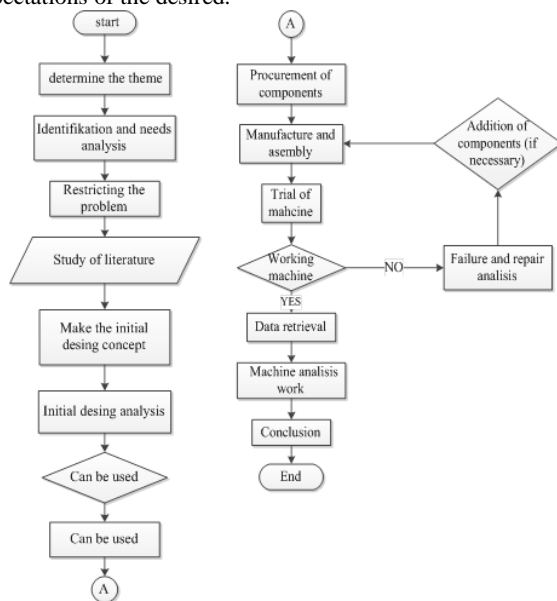 pectations of the desired.
start
determine the theme
Identifikation and needs
analysis
Restricting the
problem
Study of literature
Make the initial
desing concept
Initial desing analysis
Can be used
Can be used
A
A
Procurement of
components
Manufacture and
asembly
Trial of
mahcine
Working
machine
NO
Failure and repair
analisis
Addition of
components (if
necessary)
YES
Data retrieval
Machine analisis
work
Conclusion
End